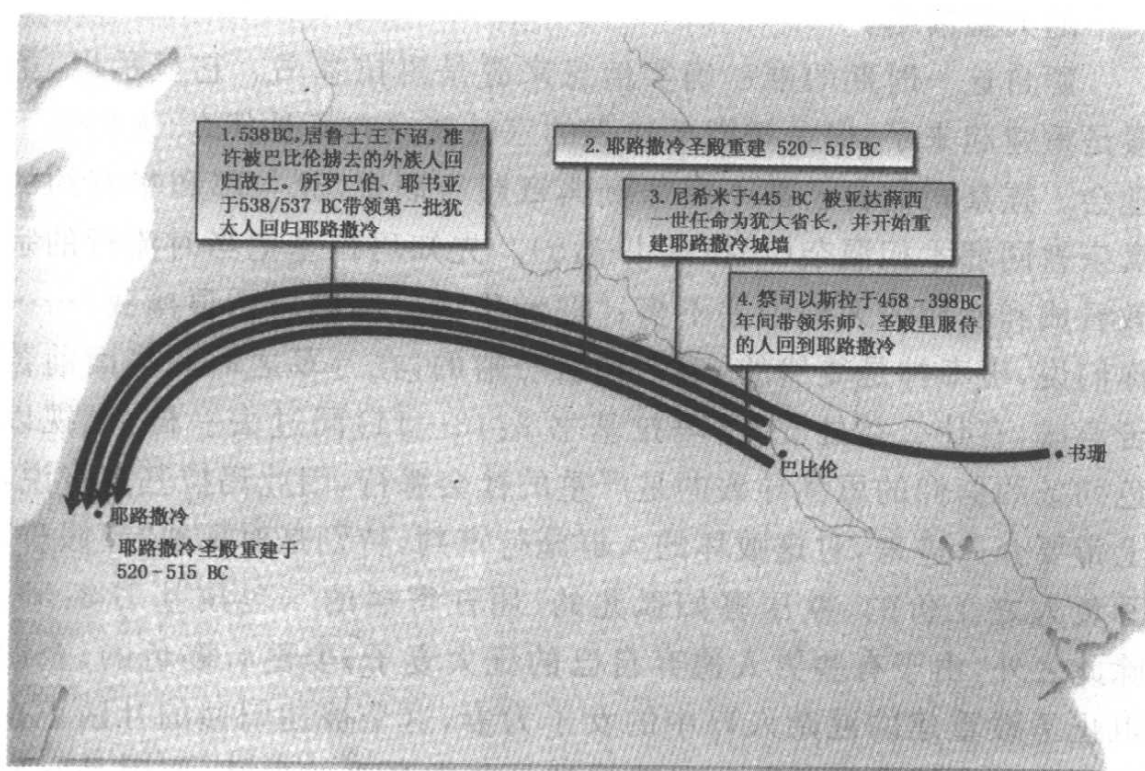 1.538BC,居鲁士王下诏,准
许被巴比伦掳去的外族人回
归故土。所罗巴伯、耶书亚
于538/537 BC带领第一批犹
太人回归耶路撒冷
2.耶路撒冷圣殿重建 520-515BC
3.尼希米于445 BC 被亚达薛西
一世任命为犹大省长，并开始重
建耶路撒冷城墙
4.祭司以斯拉于458-398BC
年间带领乐师、圣殿里服侍
的人回到耶路撒冷
巴比伦
书珊
耶路撒冷
耶路撒冷圣殿重建于
520-515 BC